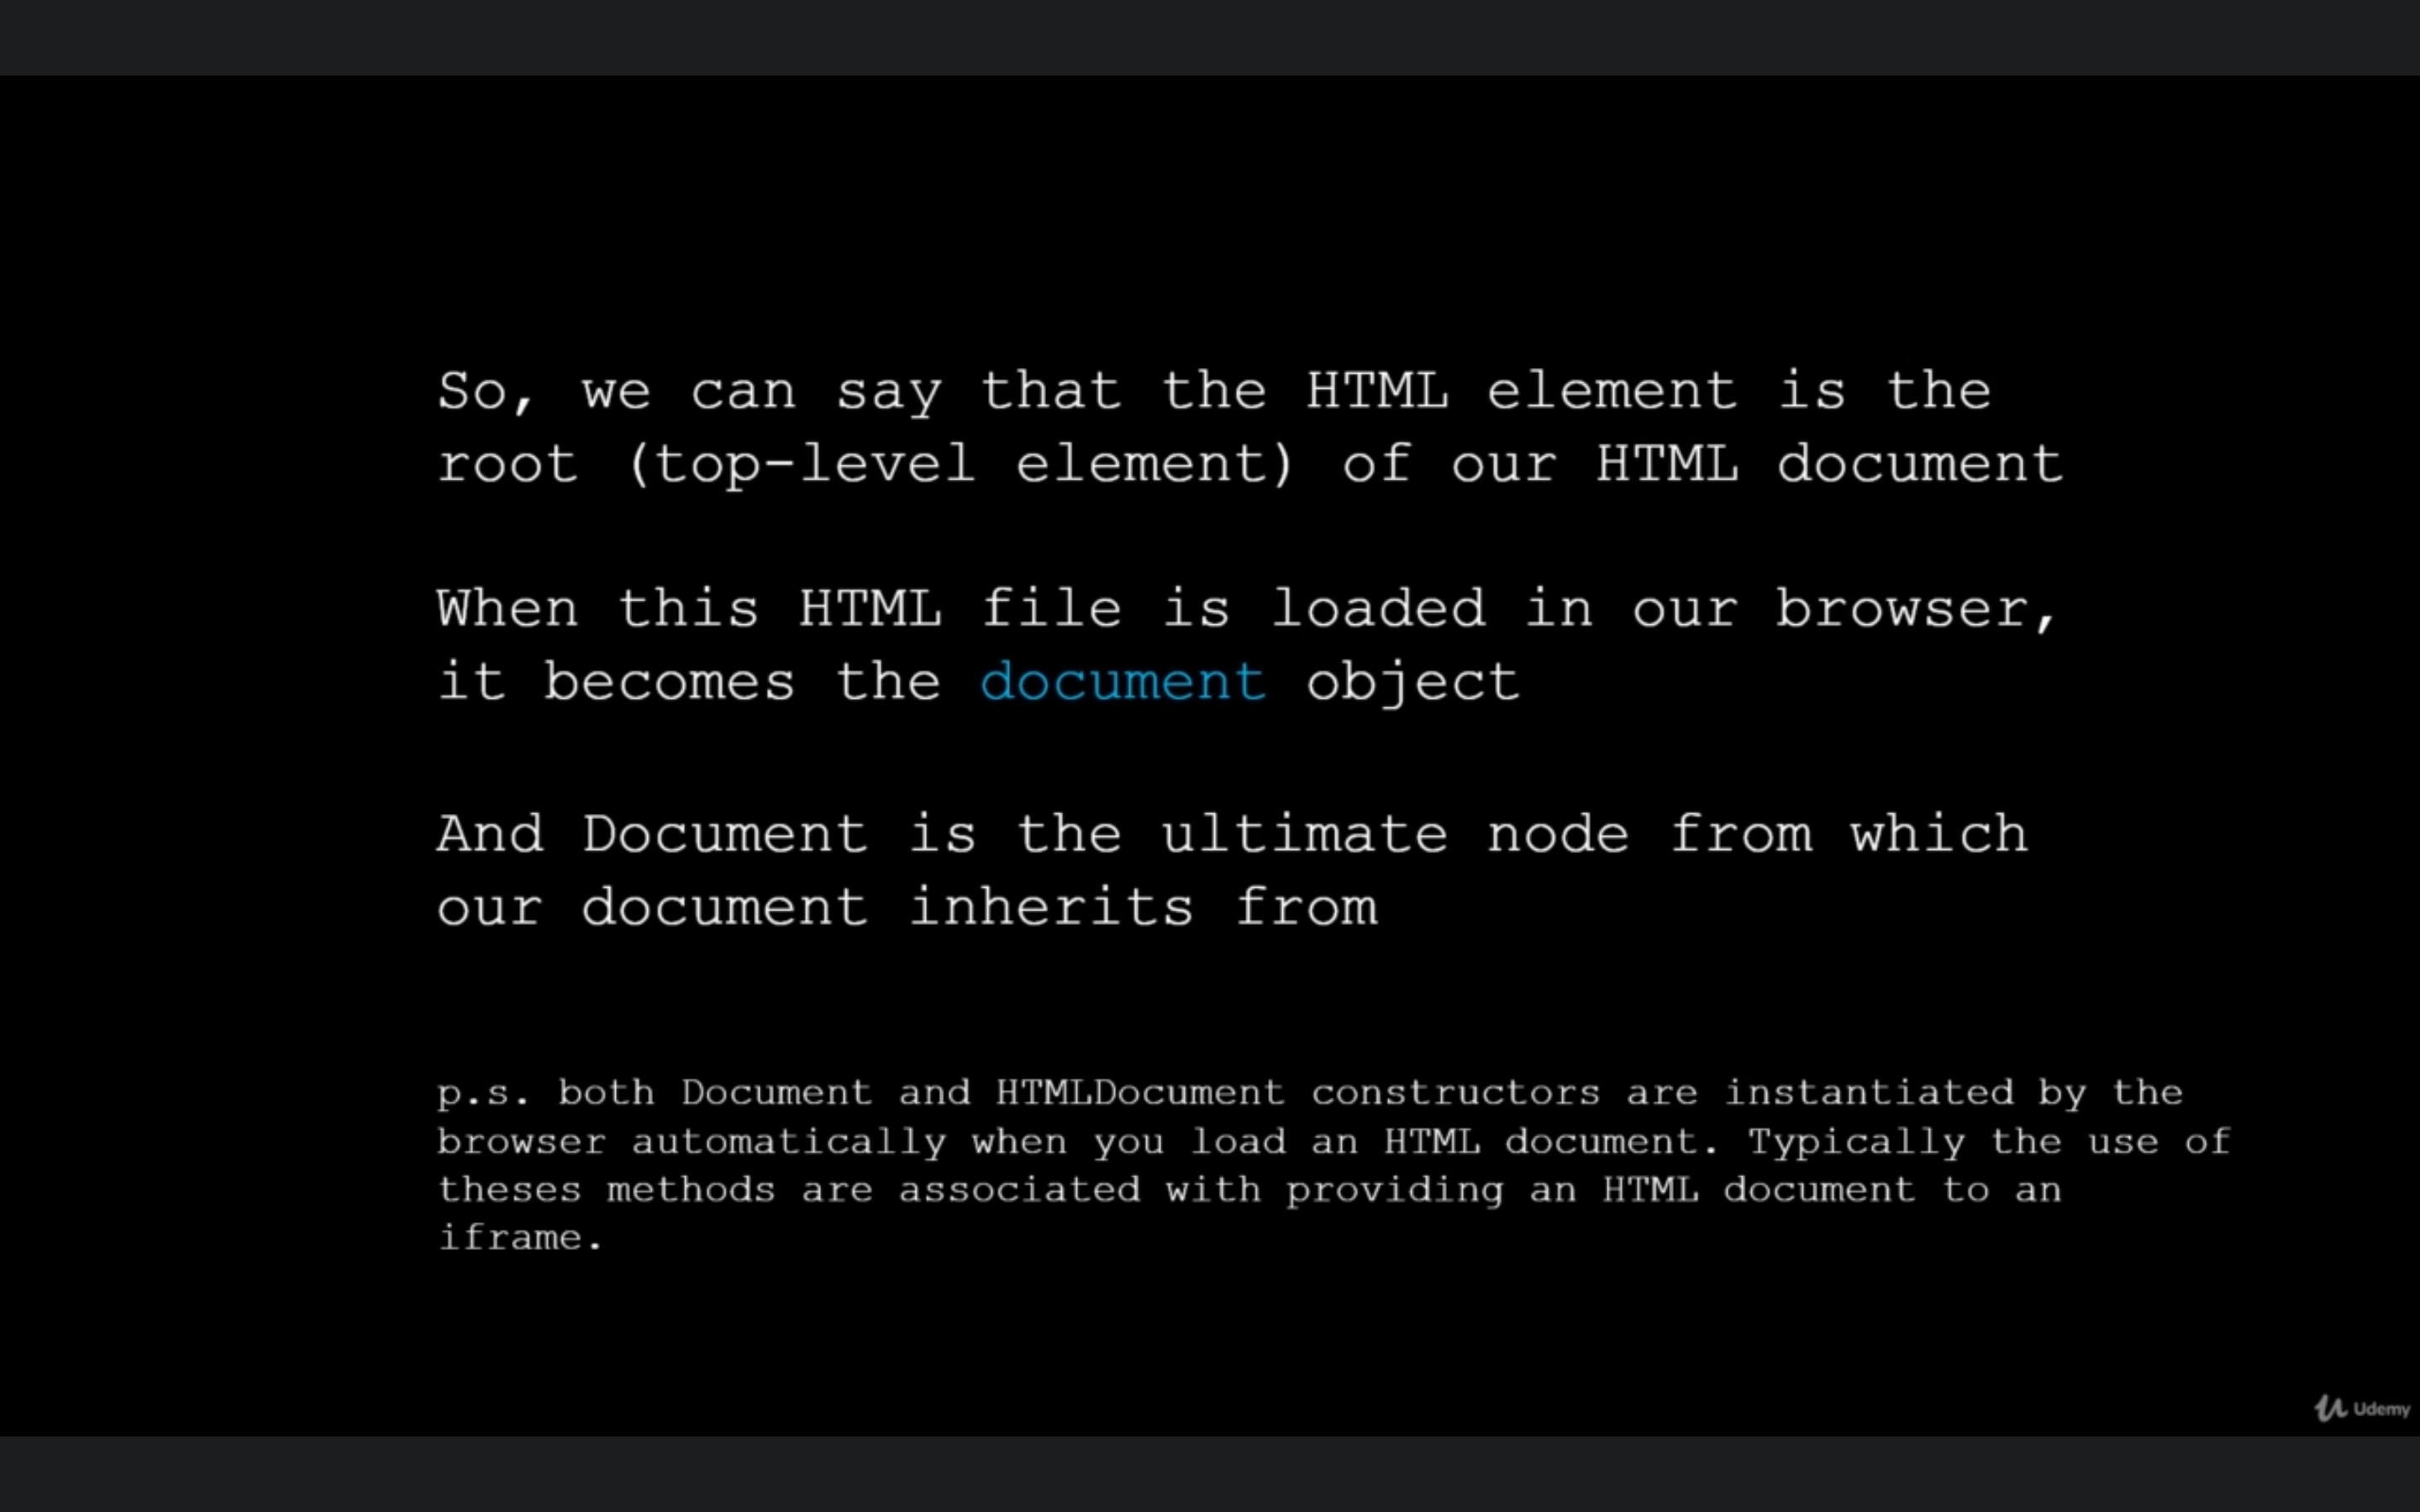 So, we can say that the HTML element is the
root (top-level element) of our HTML document
When this HTML file is loaded in our browser,
it becomes the document object
And Document is the ultimate node from which
our document inherits from
p.s. both Document and HTMLDocument constructors are instantiated by the
browser automatically when you load an HTML document. Typically the use of
theses methods are associated with providing an HTML document to an
iframe.
Udemy